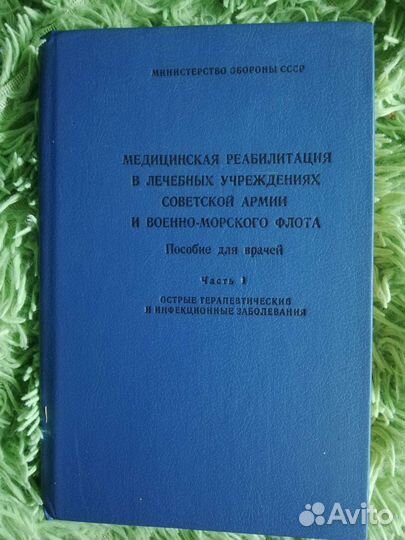 МИНИСТЕРСТВО ОБОРОНЫ СССР
МЕДИЦИНСКАЯ РЕАБИЛИТАЦИЯ
В ЛЕЧЕБНЫХ УЧРЕЖДЕНИЯХ
СОВЕТСКОЙ АРМИИ
И ВОЕННО-МОРСКОГО ФЛОТА
Пособие для врачей
Часть I
ОСТРЫЕ ТЕРАПЕВТИЧЕСКИЕ
И ИНФЕКЦИОННЫЕ ЗАБОЛЕВАНИЯ
Avito